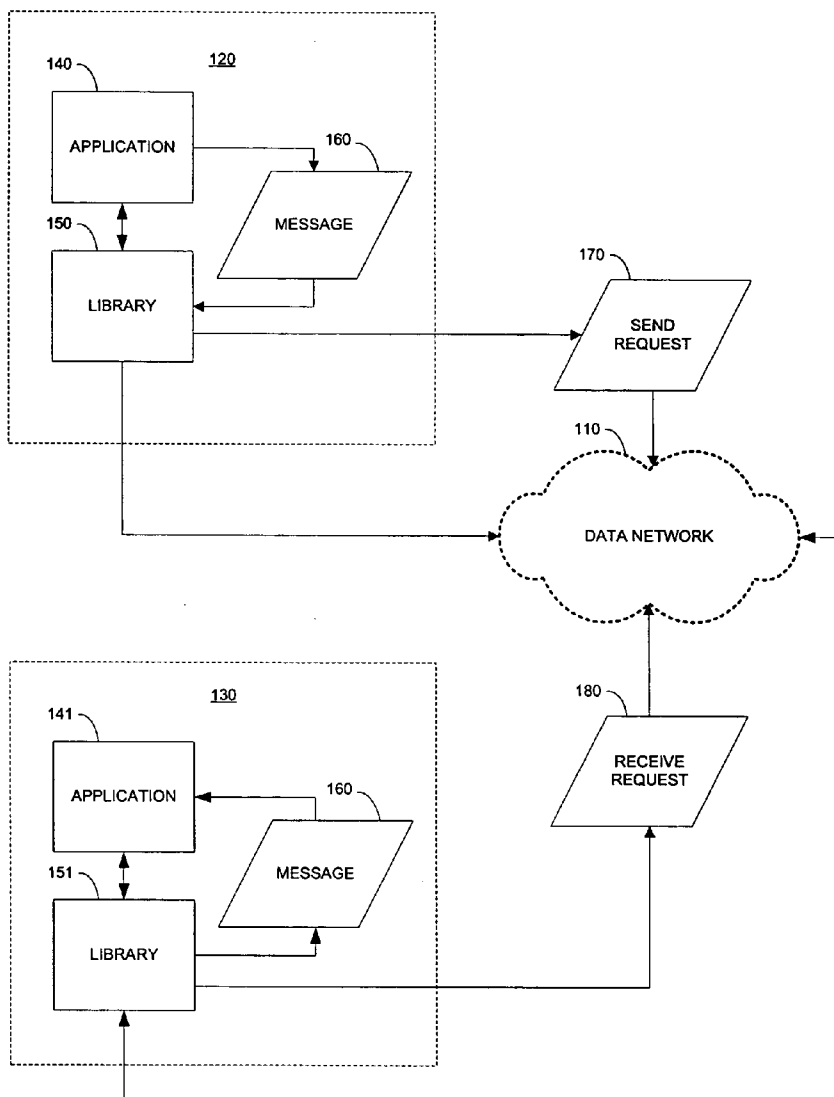 120
140
APPLICATION
160
MESSAGE
150
LIBRARY
170
SEND
REQUEST
110
DATA NETWORK
130
141
APPLICATION
160
MESSAGE
151
LIBRARY
180
RECEIVE
REQUEST